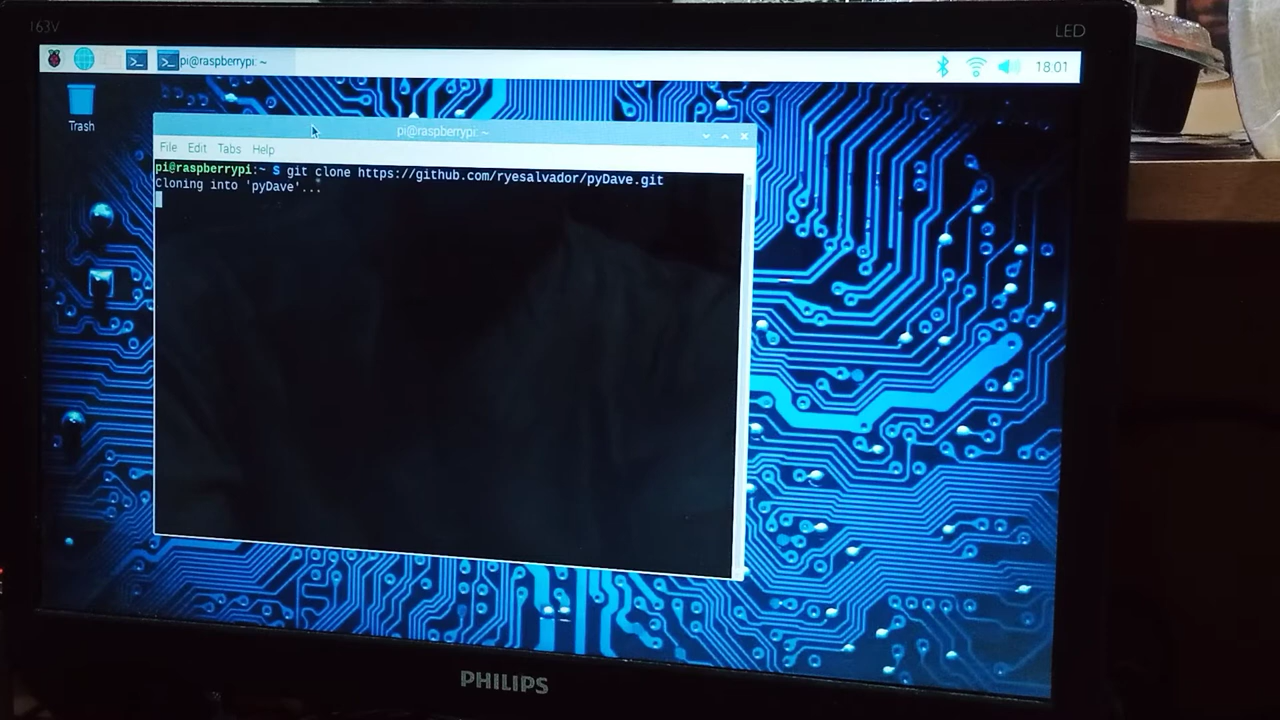 163V
LED
pi@raspberrypi: ~
18:01
Trash
pi@raspberrypi: ~
File Edit Tabs Help
pi@raspberrypi:~ $ git clone https://github.com/ryesalvador/pyDave.git
Cloning into 'pyDave'...
PHILIPS